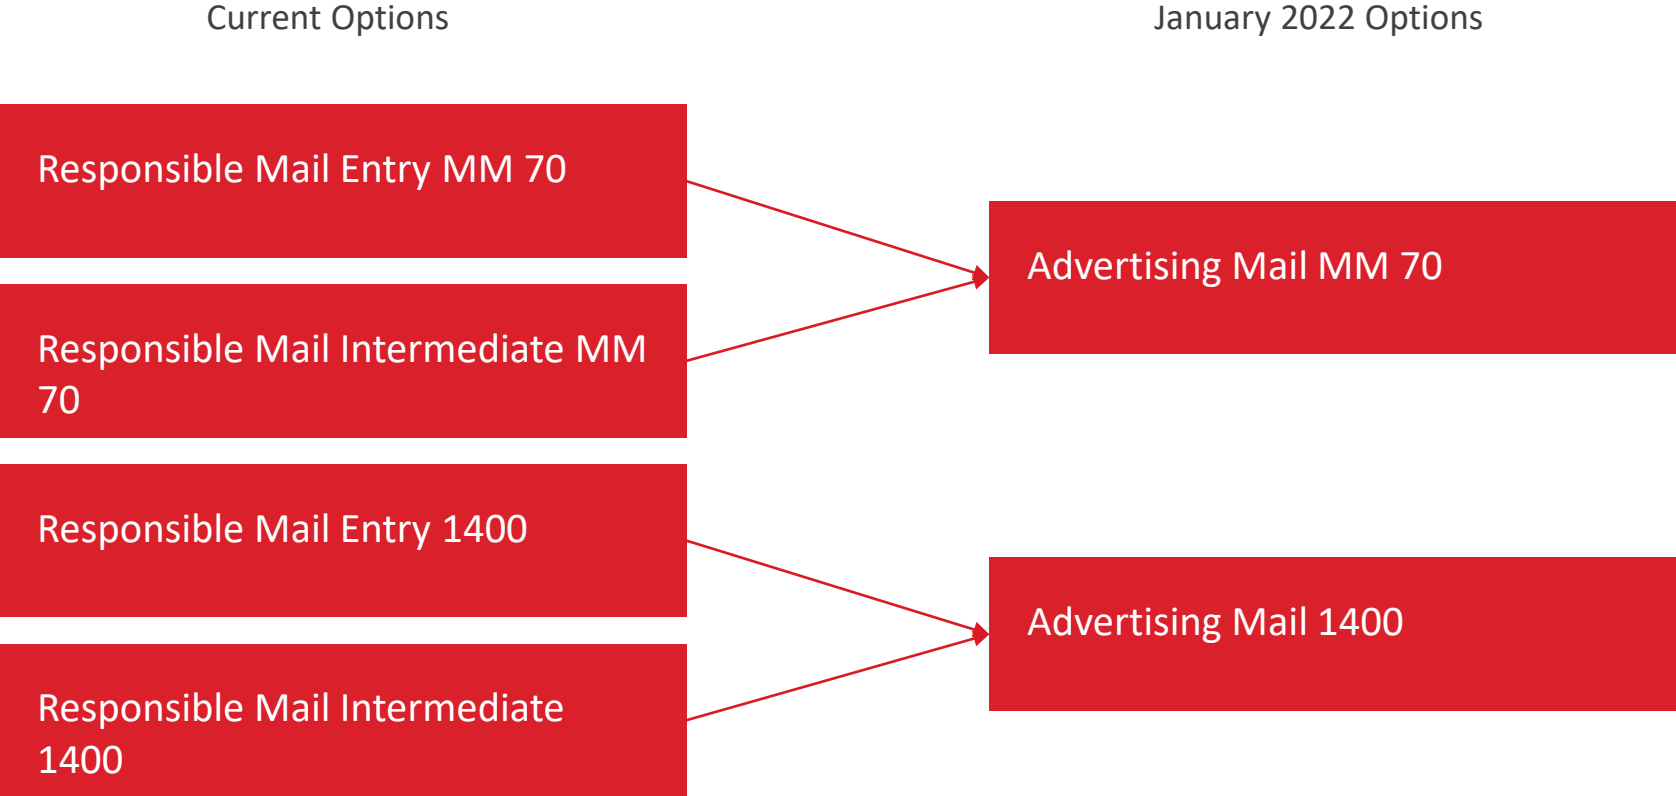 Current Options
January 2022 Options
Responsible Mail Entry MM 70
Responsible Mail Intermediate MM
70
Responsible Mail Entry 1400
Responsible Mail Intermediate
1400
Advertising Mail MM 70
Advertising Mail 1400